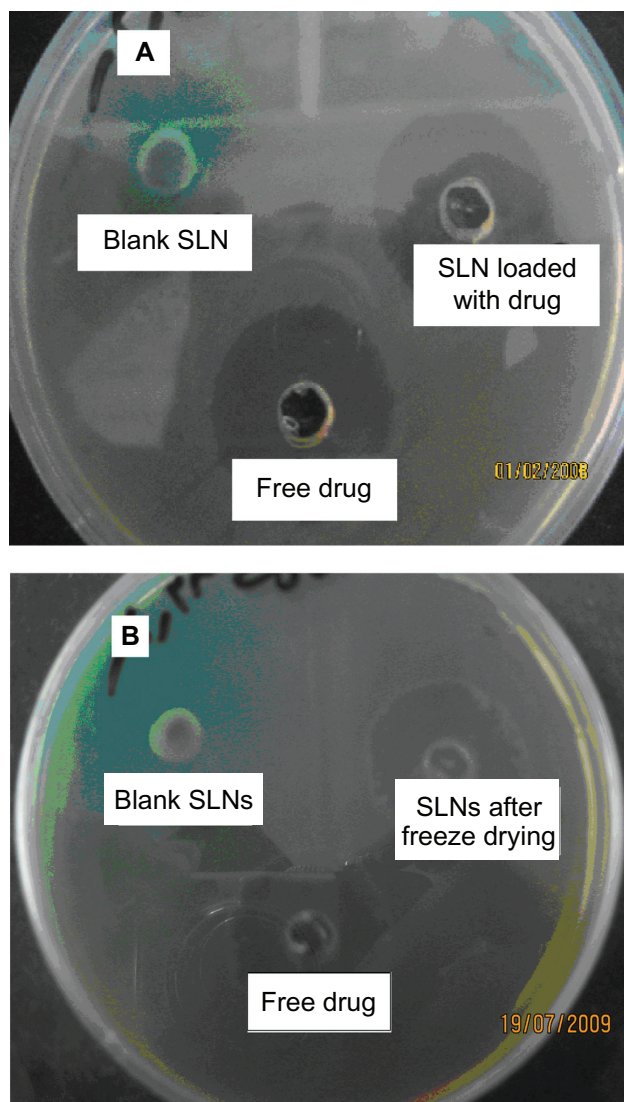 A
Blank SLN
SLN loaded
with drug
Free drug
01/02/2008
B
Blank SLNs
SLNs after
freeze drying
Free drug
19/07/2009